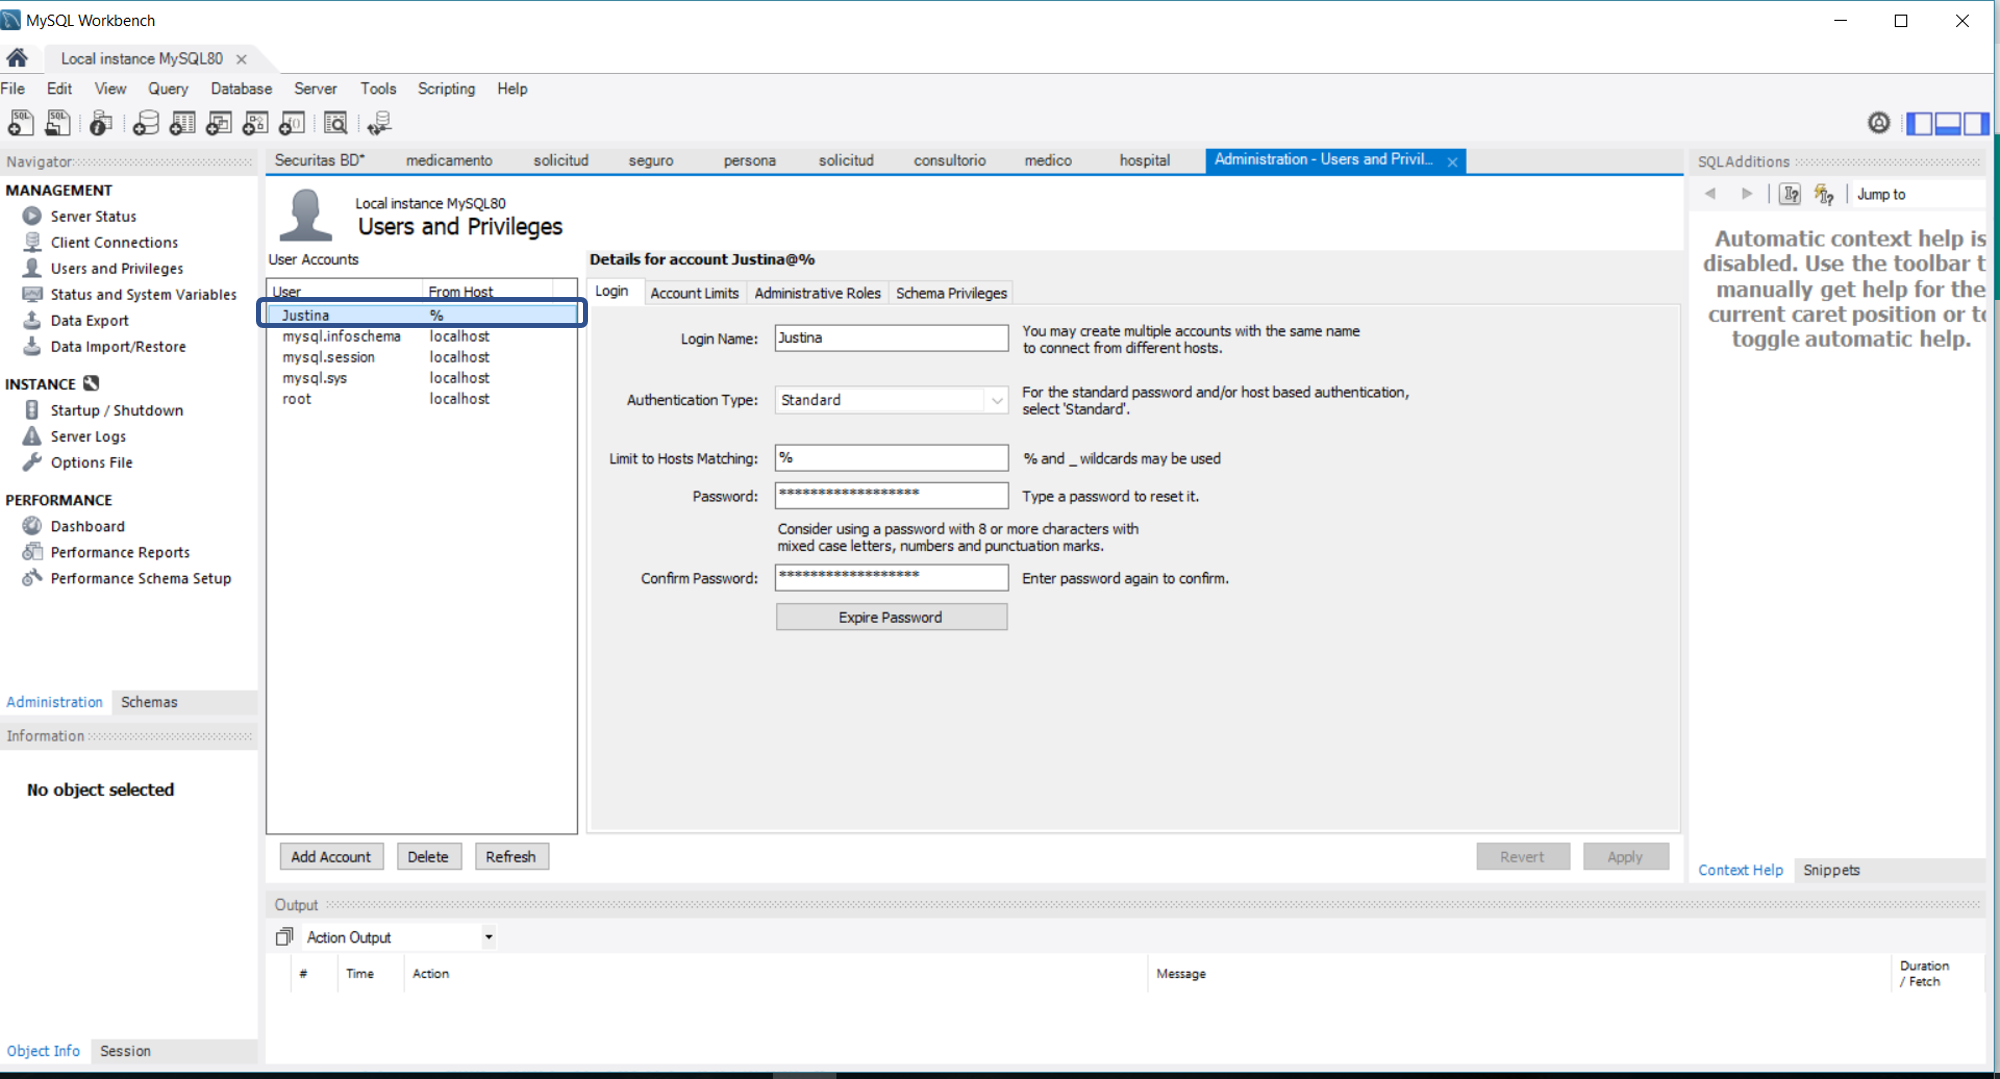 MySQL Workbench
Local instance MySQL80
File Edit View Query Database Server Tools Scripting Help
Navigator
MANAGEMENT
Server Status
Client Connections
Users and Privileges
Status and System Variables
Data Export
Data Import/Restore
INSTANCE
Startup / Shutdown
Server Logs
Options File
PERFORMANCE
Dashboard
Performance Reports
Performance Schema Setup
Administration Schemas
Information
No object selected
Object Info Session
Securitas BD* medicamento solicitud seguro persona solicitud consultorio medico hospital Administration - Users and Privil...
Local instance MySQL80
Users and Privileges
User Accounts
User From Host
Justina %
mysql.infoschema localhost
mysql.session localhost
mysql.sys localhost
root localhost
Add Account Delete Refresh
Details for account Justina@%
Login Account Limits Administrative Roles Schema Privileges
Login Name: Justina You may create multiple accounts with the same name
to connect from different hosts.
Authentication Type: Standard For the standard password and/or host based authentication,
select 'Standard'.
Limit to Hosts Matching: % % and _ wildcards may be used
Password: ****************** Type a password to reset it.
Consider using a password with 8 or more characters with
mixed case letters, numbers and punctuation marks.
Confirm Password: ****************** Enter password again to confirm.
Expire Password
Revert Apply
SQLAdditions
Jump to
Automatic context help is
disabled. Use the toolbar t
manually get help for the
current caret position or to
toggle automatic help.
Context Help Snippets
Output
Action Output
# Time Action Message Duration
/ Fetch